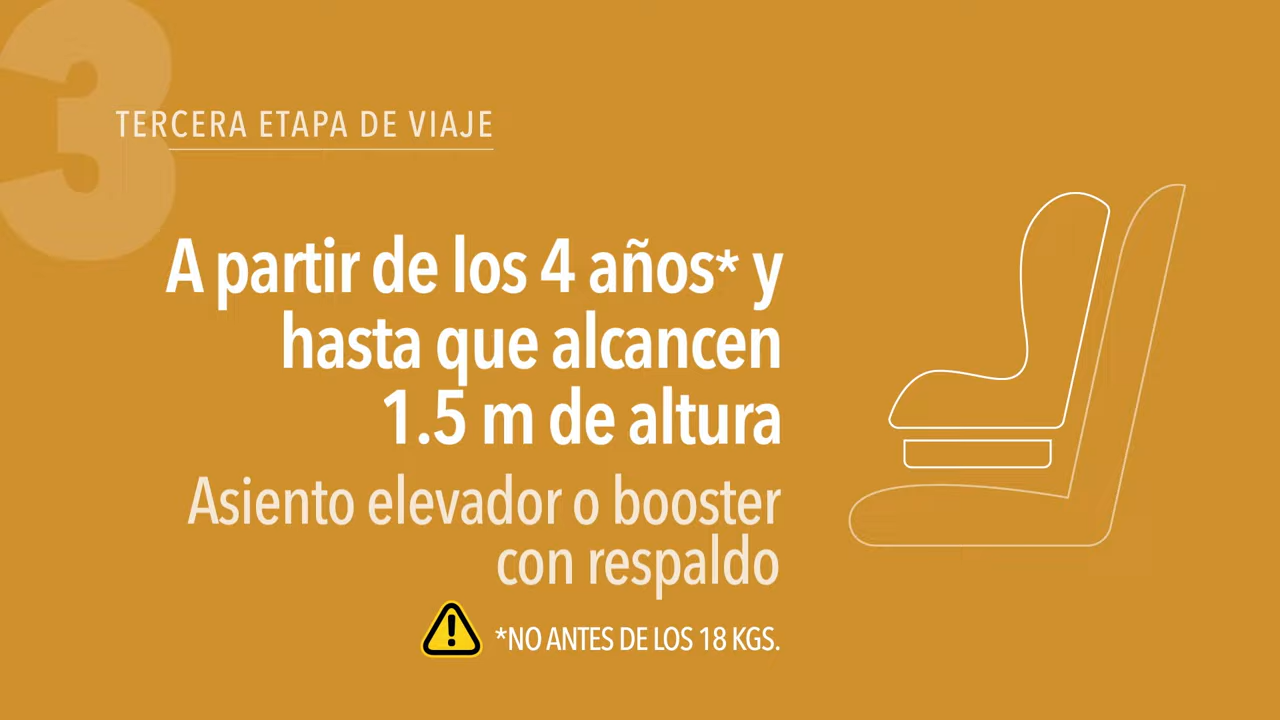 3
TERCERA ETAPA DE VIAJE
A partir de los 4 años* y
hasta que alcancen
1.5 m de altura
Asiento elevador o booster
con respaldo
*NO ANTES DE LOS 18 KGS.